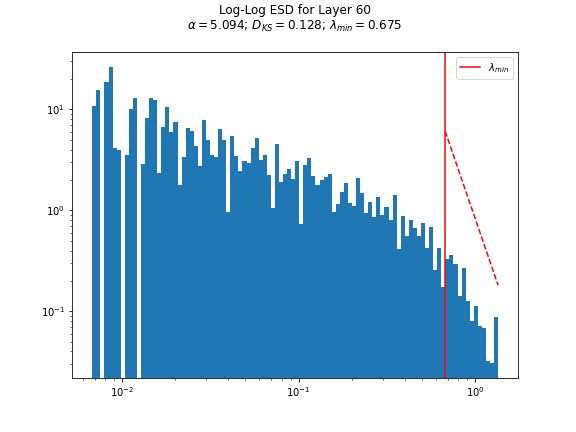 Log-Log ESD for Layer 60
α = 5.094; D_KS = 0.128; λ_min = 0.675
λ_min
10¹
10⁰
10⁻¹
10⁻²
10⁻¹
10⁰